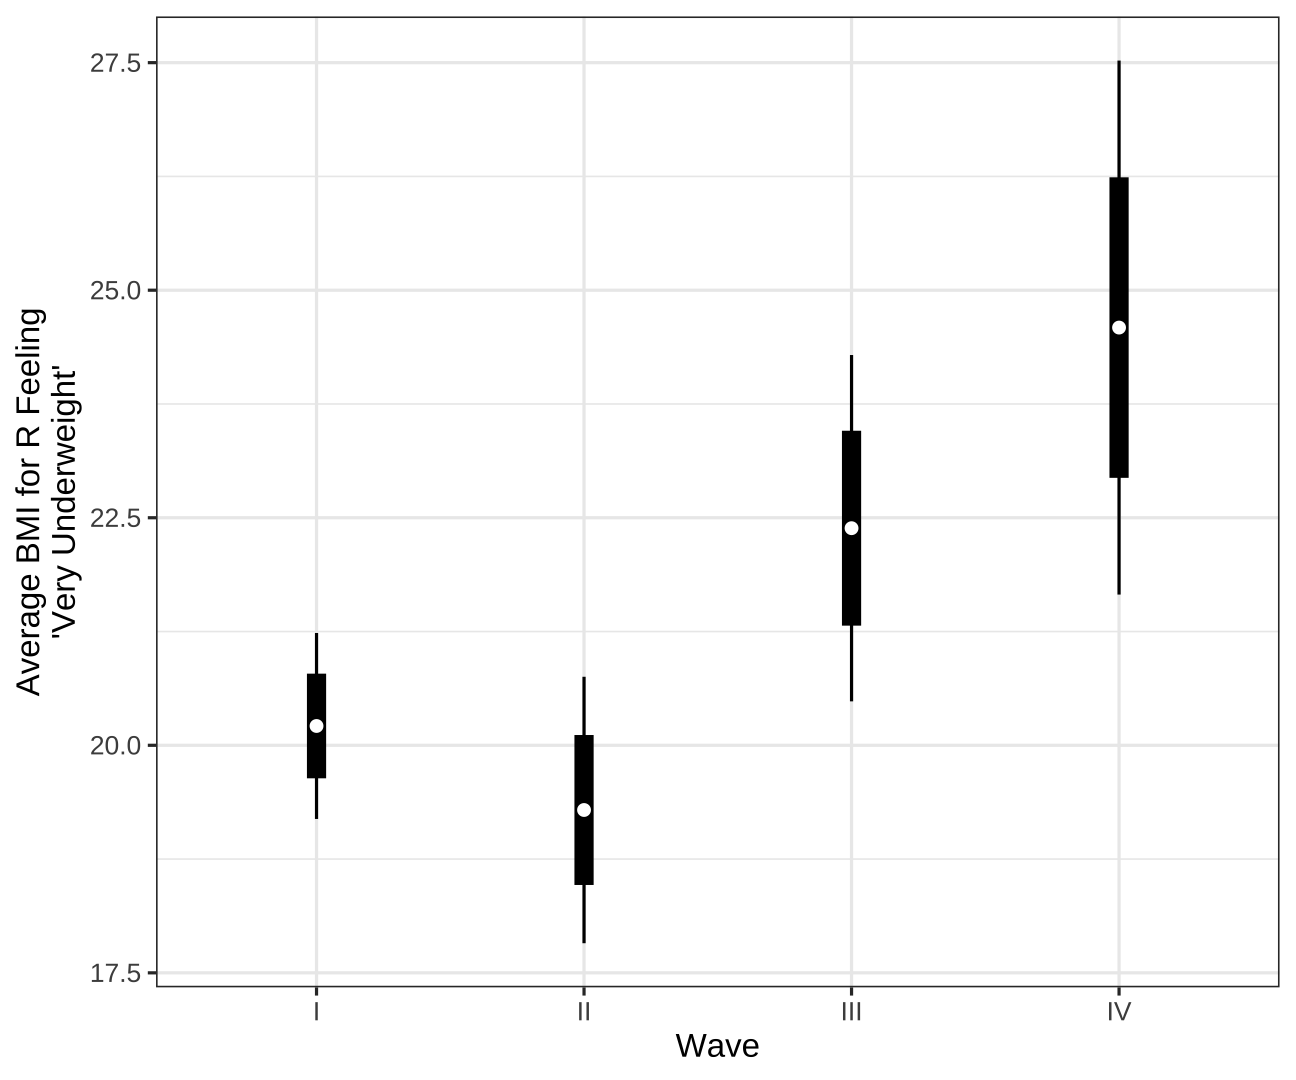 Average BMI for R Feeling
'Very Underweight'
27.5
25.0
22.5
20.0
17.5
I
II
III
IV
Wave